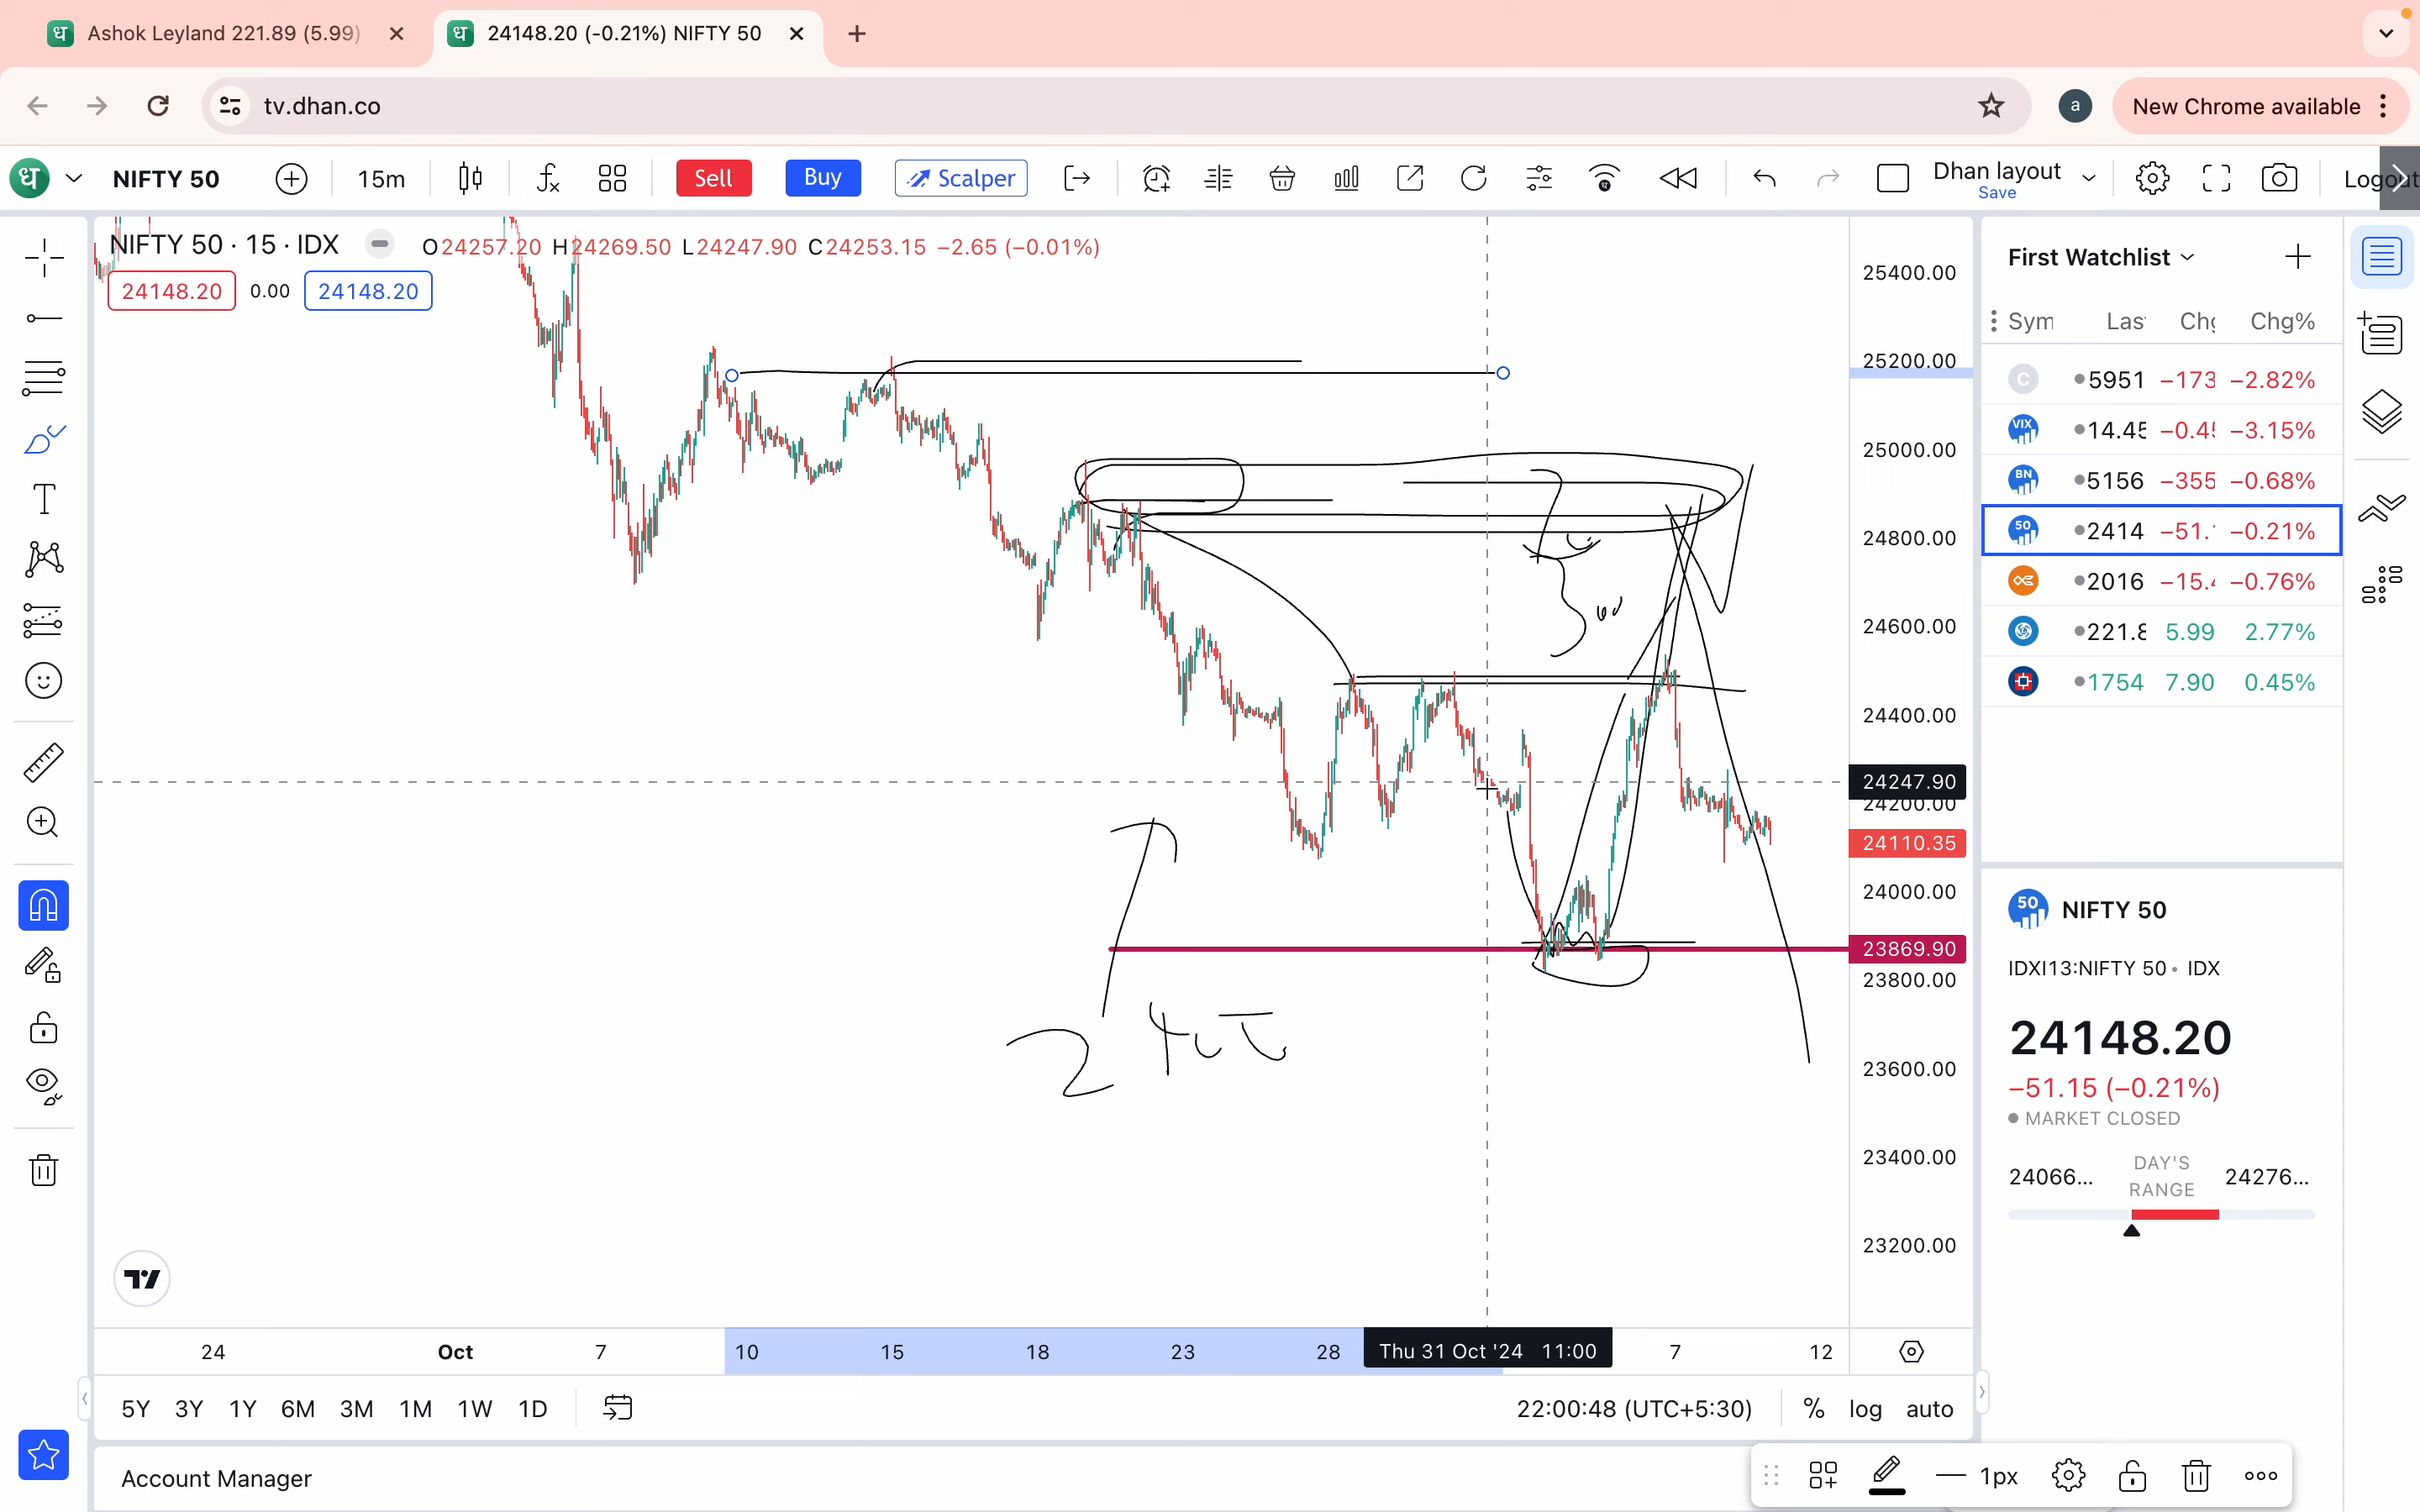 ध Ashok Leyland 221.89 (5.99)
ध 24148.20 (-0.21%) NIFTY 50
tv.dhan.co
a
New Chrome available
ध NIFTY 50 15m Sell Buy Scalper Dhan layout Save Logout
NIFTY 50 · 15 · IDX O24257.20 H24269.50 L24247.90 C24253.15 −2.65 (−0.01%)
24148.20 0.00 24148.20
25400.00
25200.00
25000.00
24800.00
24600.00
24400.00
24247.90
24200.00
24110.35
24000.00
23869.90
23800.00
23600.00
23400.00
23200.00
24 Oct 7 10 15 18 23 28 Thu 31 Oct '24 11:00 7 12
5Y 3Y 1Y 6M 3M 1M 1W 1D
22:00:48 (UTC+5:30) % log auto
Account Manager
1px
First Watchlist
Sym Las Chg Chg%
C 5951 −173 −2.82%
VIX 14.45 −0.45 −3.15%
BN 5156 −355 −0.68%
50 2414 −51.1 −0.21%
2016 −15.4 −0.76%
221.8 5.99 2.77%
1754 7.90 0.45%
50 NIFTY 50
IDXI13:NIFTY 50 • IDX
24148.20
−51.15 (−0.21%)
MARKET CLOSED
24066... DAY'S RANGE 24276...